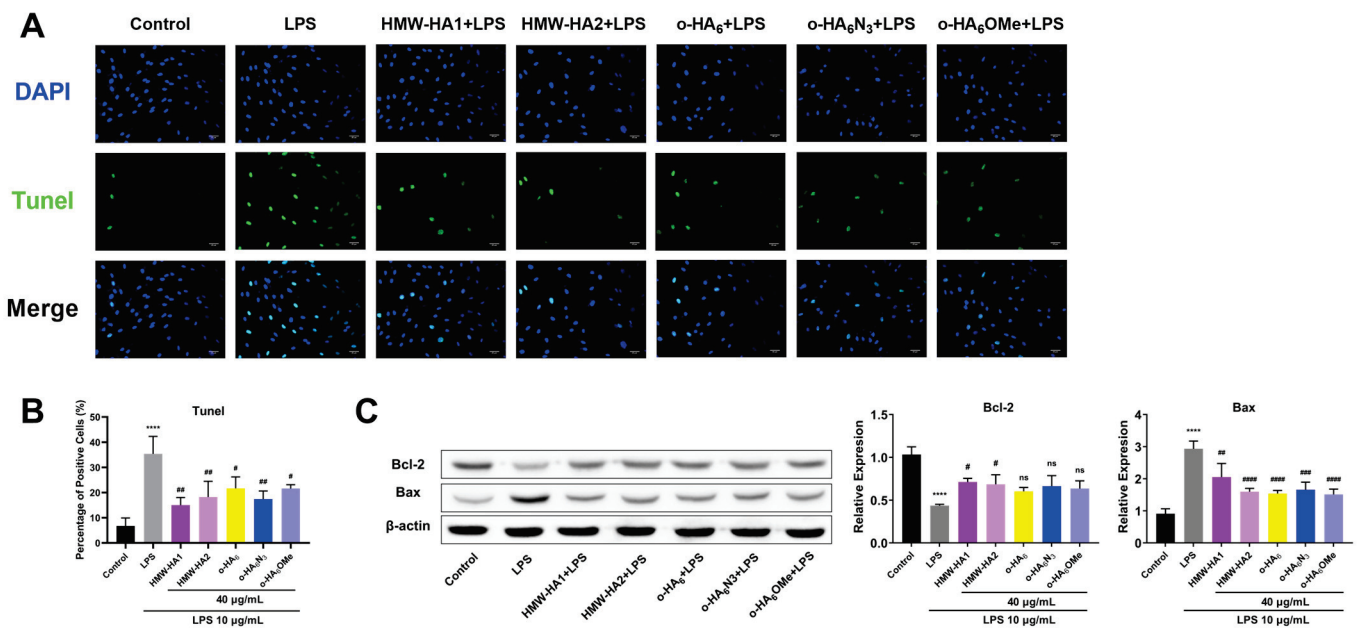 A
Control LPS HMW-HA1+LPS HMW-HA2+LPS o-HA₆+LPS o-HA₆N₃+LPS o-HA₆OMe+LPS
DAPI
Tunel
Merge
B
Tunel
Percentage of Positive Cells (%)
50
40
30
20
10
0
**** ## ## # ## #
Control LPS HMW-HA1 HMW-HA2 o-HA₆ o-HA₆N₃ o-HA₆OMe
40 μg/mL
LPS 10 μg/mL
C
Bcl-2
Bax
β-actin
Control LPS HMW-HA1+LPS HMW-HA2+LPS o-HA₆+LPS o-HA₆N3+LPS o-HA₆OMe+LPS
Bcl-2
Relative Expression
1.5
1.0
0.5
0.0
**** # # ns ns ns
Control LPS HMW-HA1 HMW-HA2 o-HA₆ o-HA₆N₃ o-HA₆OMe
40 μg/mL
LPS 10 μg/mL
Bax
Relative Expression
4
3
2
1
0
**** ## #### #### ### ####
Control LPS HMW-HA1 HMW-HA2 o-HA₆ o-HA₆N₃ o-HA₆OMe
40 μg/mL
LPS 10 μg/mL